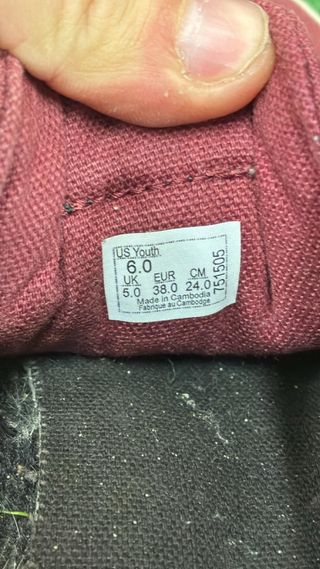 US Youth
6.0
UK EUR CM
5.0 38.0 24.0
Made in Cambodia
Fabrique au Cambodge
751505